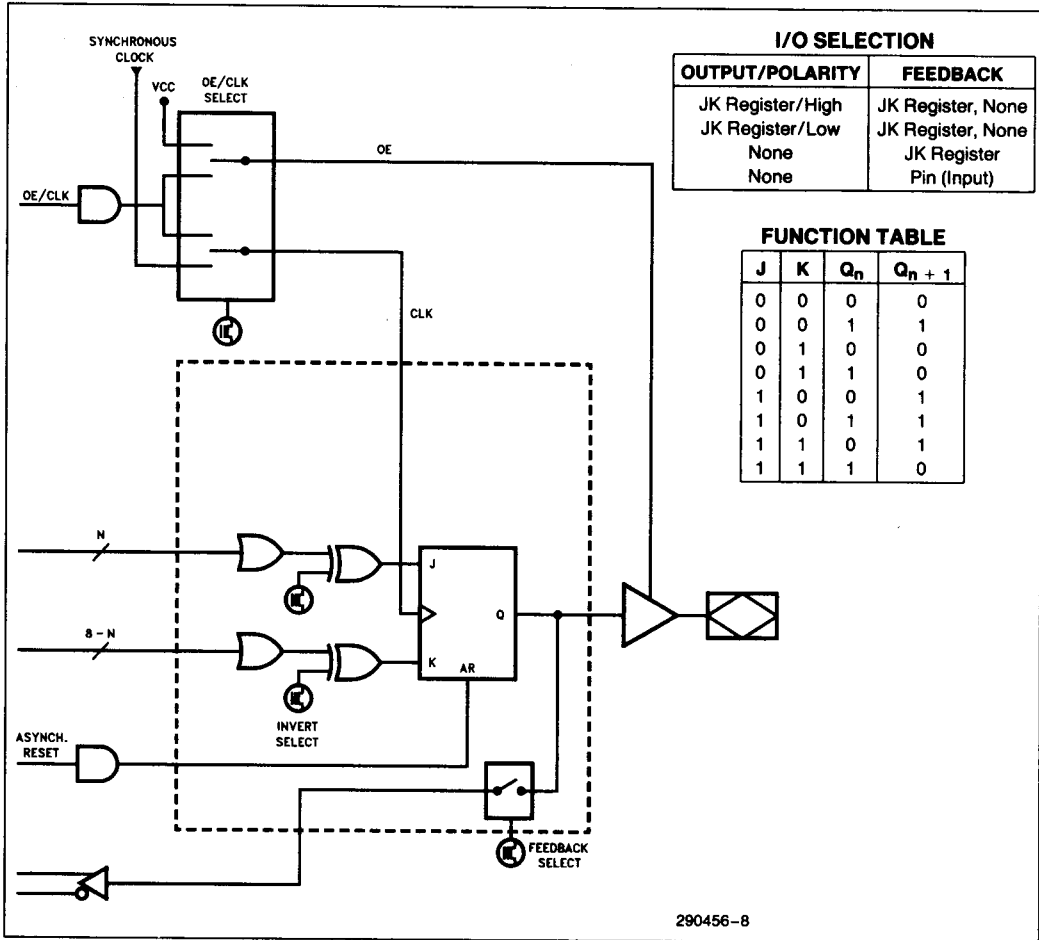 SYNCHRONOUS
CLOCK
VCC
OE/CLK
SELECT
OE
OE/CLK
CLK
I/O SELECTION
OUTPUT/POLARITY FEEDBACK
JK Register/High JK Register, None
JK Register/Low JK Register, None
None JK Register
None Pin (Input)
FUNCTION TABLE
J K Qn Qn + 1
0 0 0 0
0 0 1 1
0 1 0 0
0 1 1 0
1 0 0 1
1 0 1 1
1 1 0 1
1 1 1 0
N
J
Q
8 - N
K
AR
INVERT
SELECT
ASYNCH.
RESET
FEEDBACK
SELECT
290456-8